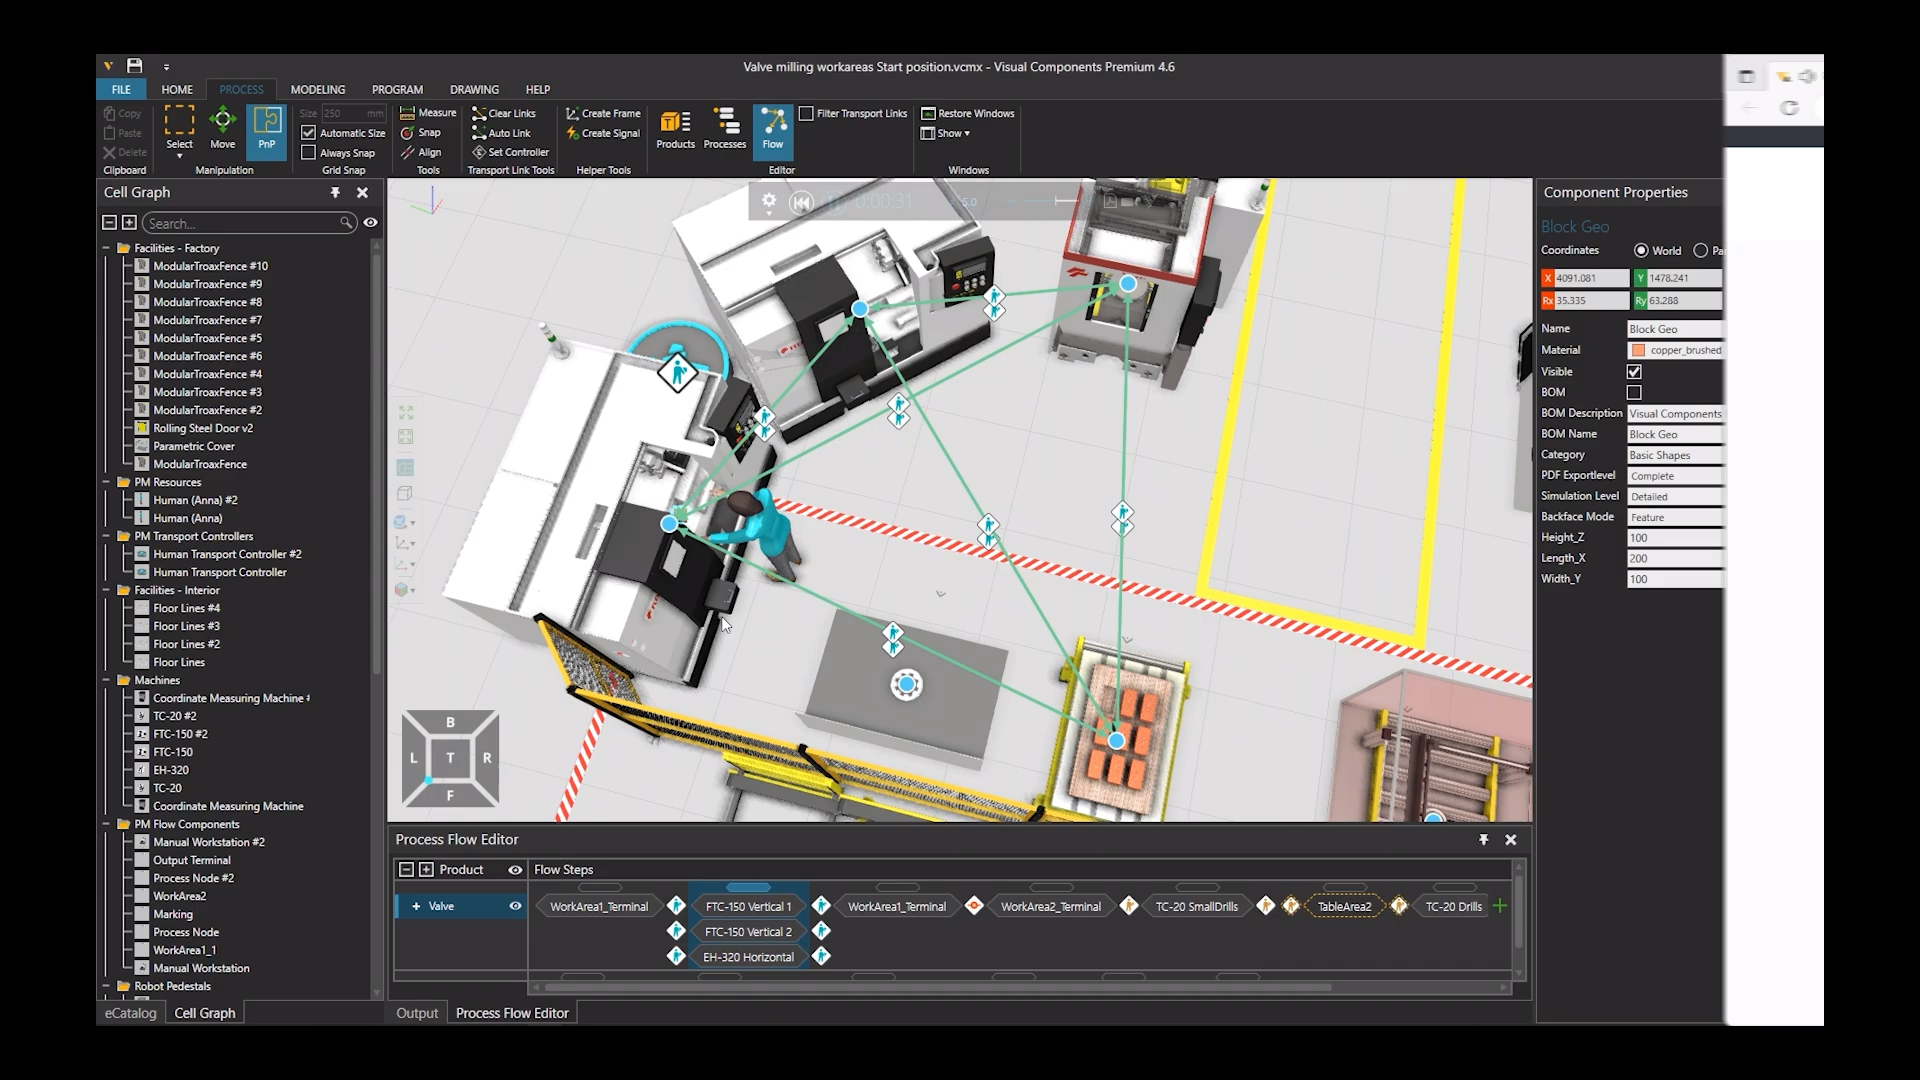 Valve milling workareas Start position.vcmx - Visual Components Premium 4.6
FILE HOME PROCESS MODELING PROGRAM DRAWING HELP
Copy
Paste
Delete
Clipboard
Select
Move
PnP
Manipulation
Size 250 mm
Automatic Size
Always Snap
Grid Snap
Measure
Snap
Align
Tools
Clear Links
Auto Link
Set Controller
Transport Link Tools
Create Frame
Create Signal
Helper Tools
Products
Processes
Flow
Filter Transport Links
Editor
Restore Windows
Show
Windows
Cell Graph
Search...
Facilities - Factory
ModularTroaxFence #10
ModularTroaxFence #9
ModularTroaxFence #8
ModularTroaxFence #7
ModularTroaxFence #5
ModularTroaxFence #6
ModularTroaxFence #4
ModularTroaxFence #3
ModularTroaxFence #2
Rolling Steel Door v2
Parametric Cover
ModularTroaxFence
PM Resources
Human (Anna) #2
Human (Anna)
PM Transport Controllers
Human Transport Controller #2
Human Transport Controller
Facilities - Interior
Floor Lines #4
Floor Lines #3
Floor Lines #2
Floor Lines
Machines
Coordinate Measuring Machine #
TC-20 #2
FTC-150 #2
FTC-150
EH-320
TC-20
Coordinate Measuring Machine
PM Flow Components
Manual Workstation #2
Output Terminal
Process Node #2
WorkArea2
Marking
Process Node
WorkArea1_1
Manual Workstation
Robot Pedestals
eCatalog
Cell Graph
0:00:31
5.0
B
L T R
F
Process Flow Editor
Product
Flow Steps
Valve
WorkArea1_Terminal
FTC-150 Vertical 1
WorkArea1_Terminal
WorkArea2_Terminal
TC-20 SmallDrills
TableArea2
TC-20 Drills
FTC-150 Vertical 2
EH-320 Horizontal
Output
Process Flow Editor
Component Properties
Block Geo
Coordinates World Pa
X 4091.081 Y 1478.241
Rx 35.335 Ry 63.288
Name Block Geo
Material copper_brushed
Visible
BOM
BOM Description Visual Components
BOM Name Block Geo
Category Basic Shapes
PDF Exportlevel Complete
Simulation Level Detailed
Backface Mode Feature
Height_Z 100
Length_X 200
Width_Y 100